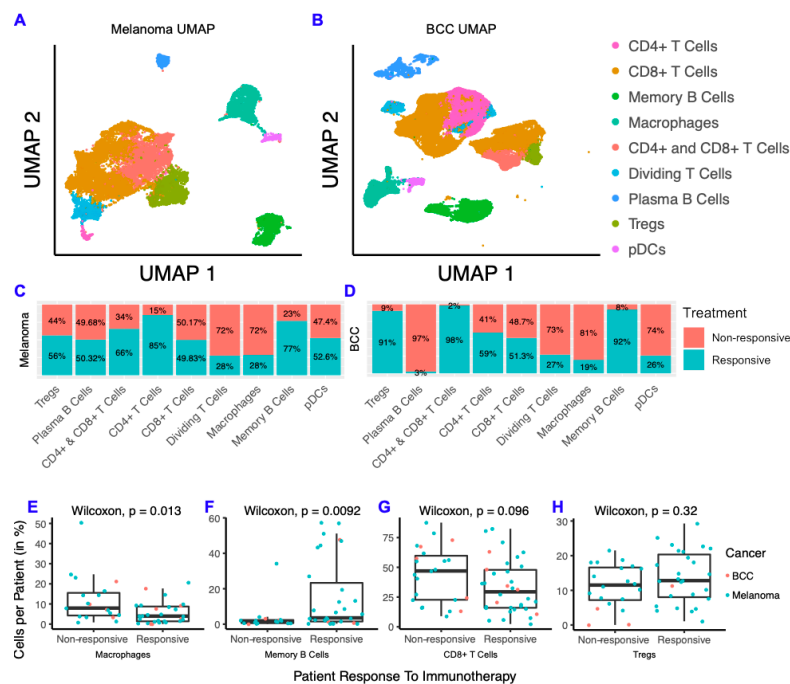 A
Melanoma UMAP
B
BCC UMAP
UMAP 2
UMAP 1
UMAP 2
UMAP 1
CD4+ T Cells
CD8+ T Cells
Memory B Cells
Macrophages
CD4+ and CD8+ T Cells
Dividing T Cells
Plasma B Cells
Tregs
pDCs
C
Melanoma
44% 49.68% 34% 15% 50.17% 72% 72% 23% 47.4%
56% 50.32% 66% 85% 49.83% 28% 28% 77% 52.6%
Tregs
Plasma B Cells
CD4+ & CD8+ T Cells
CD4+ T Cells
CD8+ T Cells
Dividing T Cells
Macrophages
Memory B Cells
pDCs
D
BCC
9% 97% 2% 41% 48.7% 73% 81% 8% 74%
91% 3% 98% 59% 51.3% 27% 19% 92% 26%
Tregs
Plasma B Cells
CD4+ & CD8+ T Cells
CD4+ T Cells
CD8+ T Cells
Dividing T Cells
Macrophages
Memory B Cells
pDCs
Treatment
Non-responsive
Responsive
Cells per Patient (in %)
E
Wilcoxon, p = 0.013
50
40
30
20
10
0
Non-responsive Responsive
Macrophages
F
Wilcoxon, p = 0.0092
60
40
20
0
Non-responsive Responsive
Memory B Cells
G
Wilcoxon, p = 0.096
75
50
25
0
Non-responsive Responsive
CD8+ T Cells
H
Wilcoxon, p = 0.32
30
20
10
0
Non-responsive Responsive
Tregs
Cancer
BCC
Melanoma
Patient Response To Immunotherapy